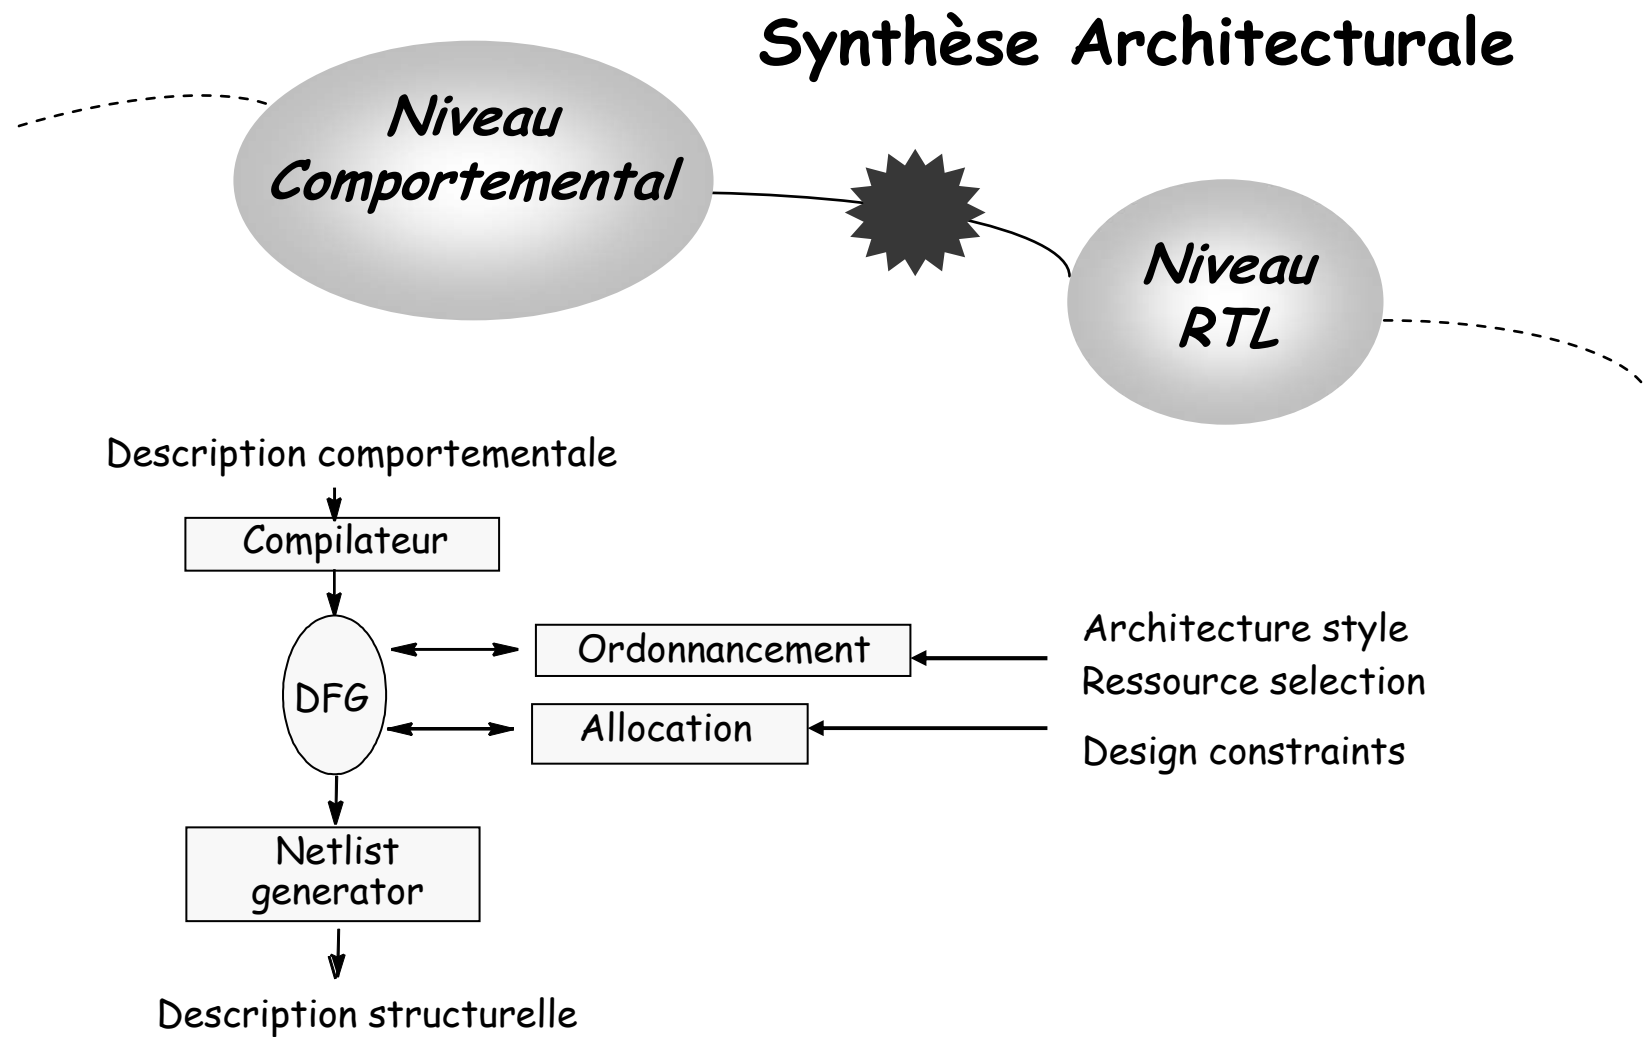 Synthèse Architecturale
Niveau
Comportemental
Niveau
RTL
Description comportementale
Compilateur
DFG
Ordonnancement
Allocation
Architecture style
Ressource selection
Design constraints
Netlist
generator
Description structurelle